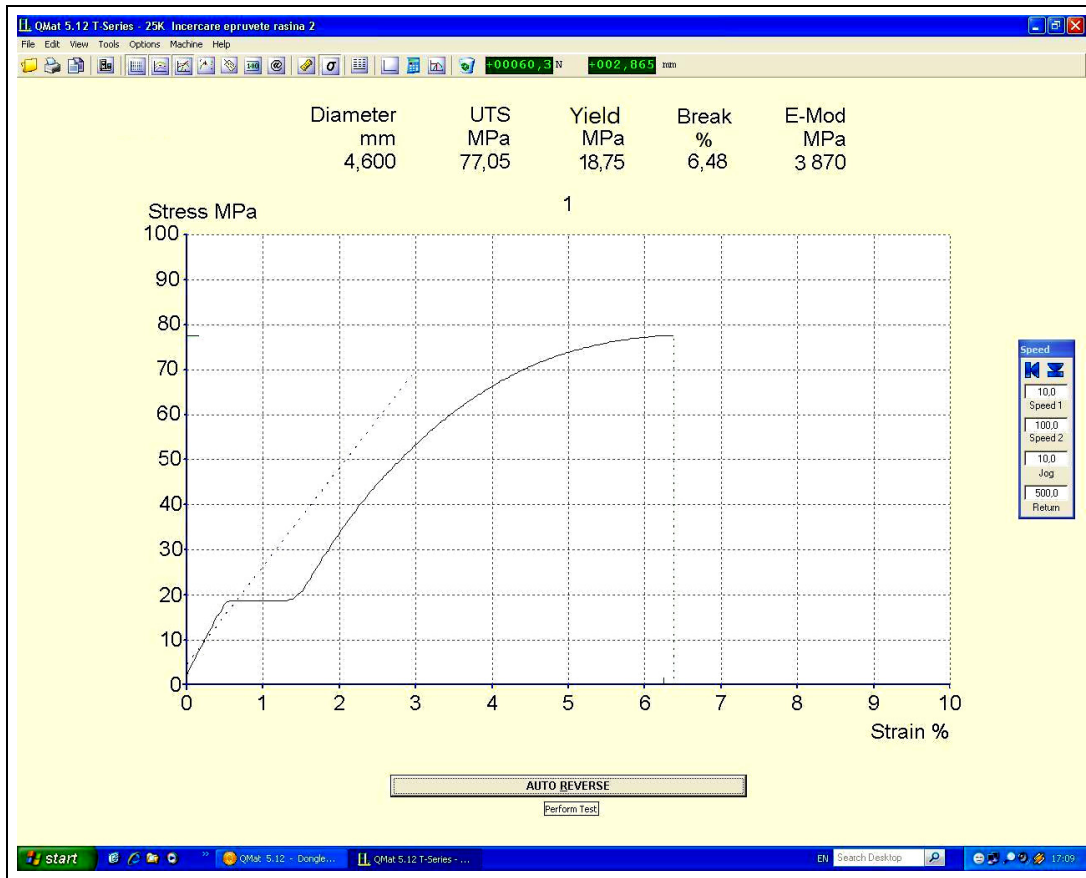 QMat 5.12 T-Series - 25K Incercare epruvete rasina 2
File Edit View Tools Options Machine Help
+00060,3 N +002,865 mm
Diameter UTS Yield Break E-Mod
mm MPa MPa % MPa
4,600 77,05 18,75 6,48 3 870
1
Stress MPa
100
90
80
70
60
50
40
30
20
10
0
0 1 2 3 4 5 6 7 8 9 10
Strain %
Speed
10,0
Speed 1
100,0
Speed 2
10,0
Jog
500,0
Return
AUTO REVERSE
Perform Test
start QMat 5.12 - Dongle... QMat 5.12 T-Series - ... EN Search Desktop 17:09